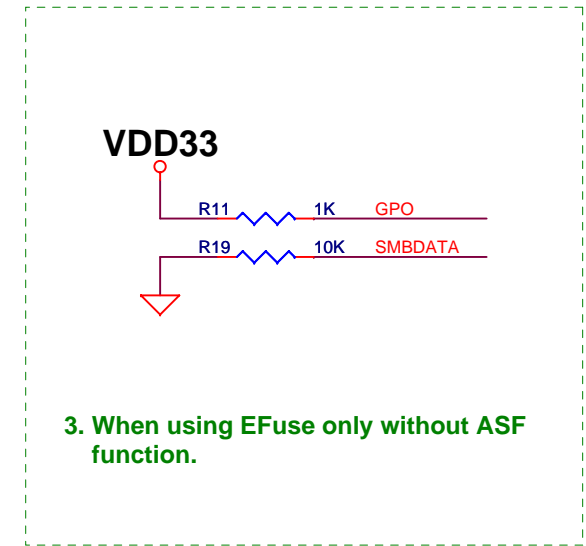 VDD33
R11 1K GPO
R19 10K SMBDATA
3. When using EFuse only without ASF
function.